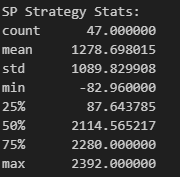 SP Strategy Stats:
count 47.000000
mean 1278.698015
std 1089.829908
min -82.960000
25% 87.643785
50% 2114.565217
75% 2280.000000
max 2392.000000